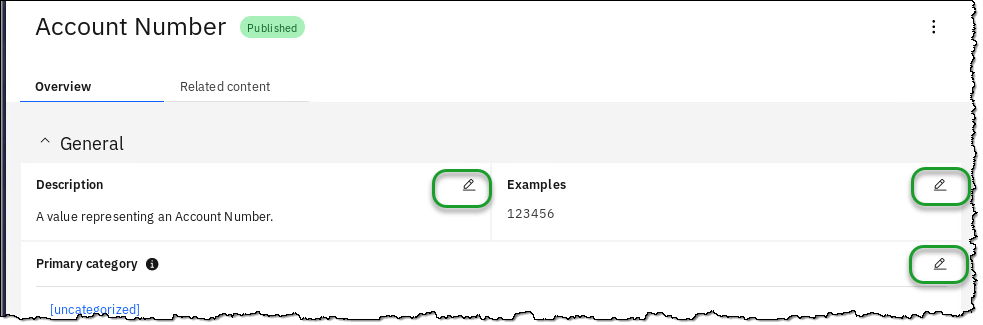 Account Number Published
Overview Related content
General
Description Examples
A value representing an Account Number. 123456
Primary category
[uncategorized]